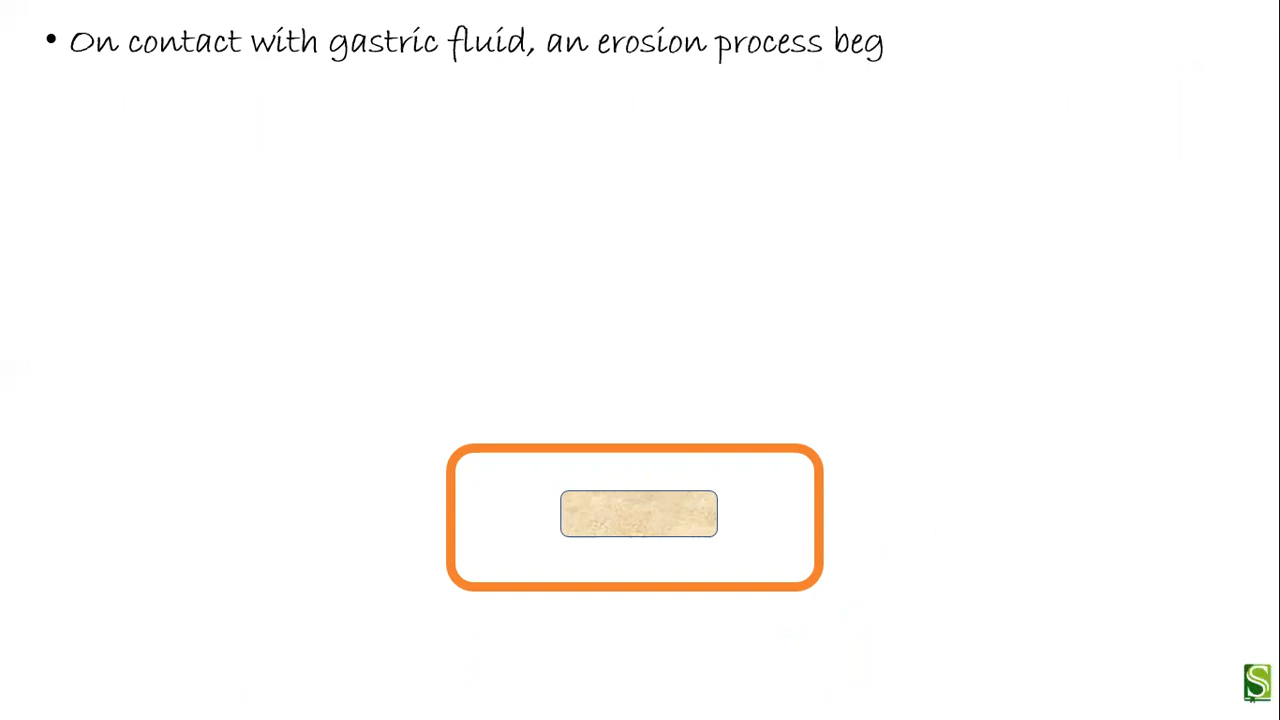 • On contact with gastric fluid, an erosion process beg
S